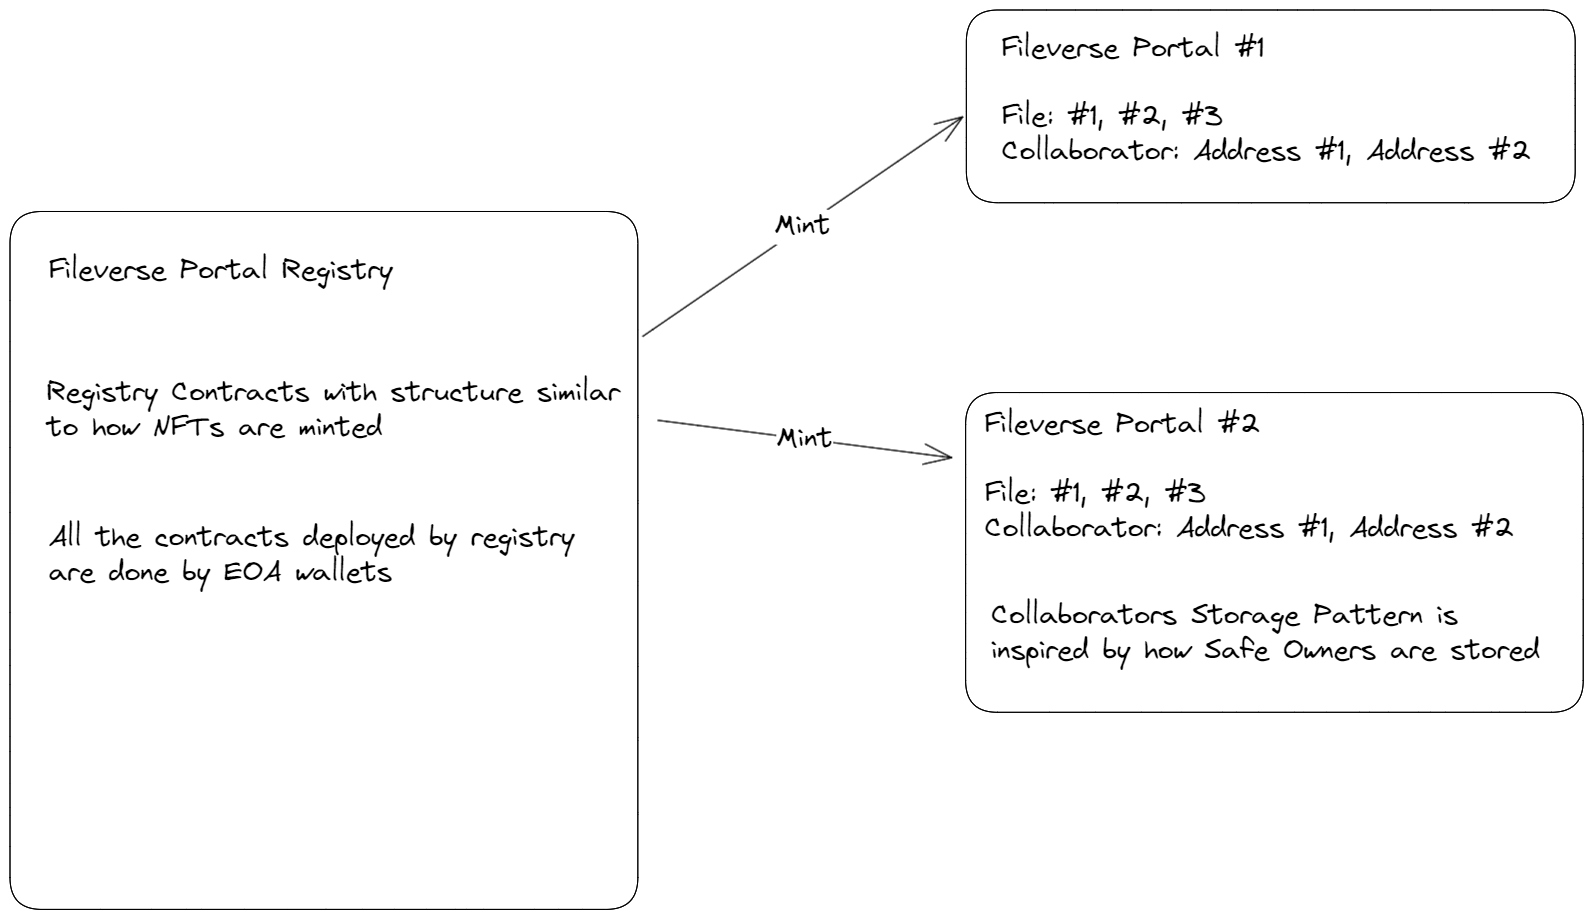 Fileverse Portal Registry
Registry Contracts with structure similar
to how NFTs are minted
All the contracts deployed by registry
are done by EOA wallets
Mint
Mint
Fileverse Portal #1
File: #1, #2, #3
Collaborator: Address #1, Address #2
Fileverse Portal #2
File: #1, #2, #3
Collaborator: Address #1, Address #2
Collaborators Storage Pattern is
inspired by how Safe Owners are stored